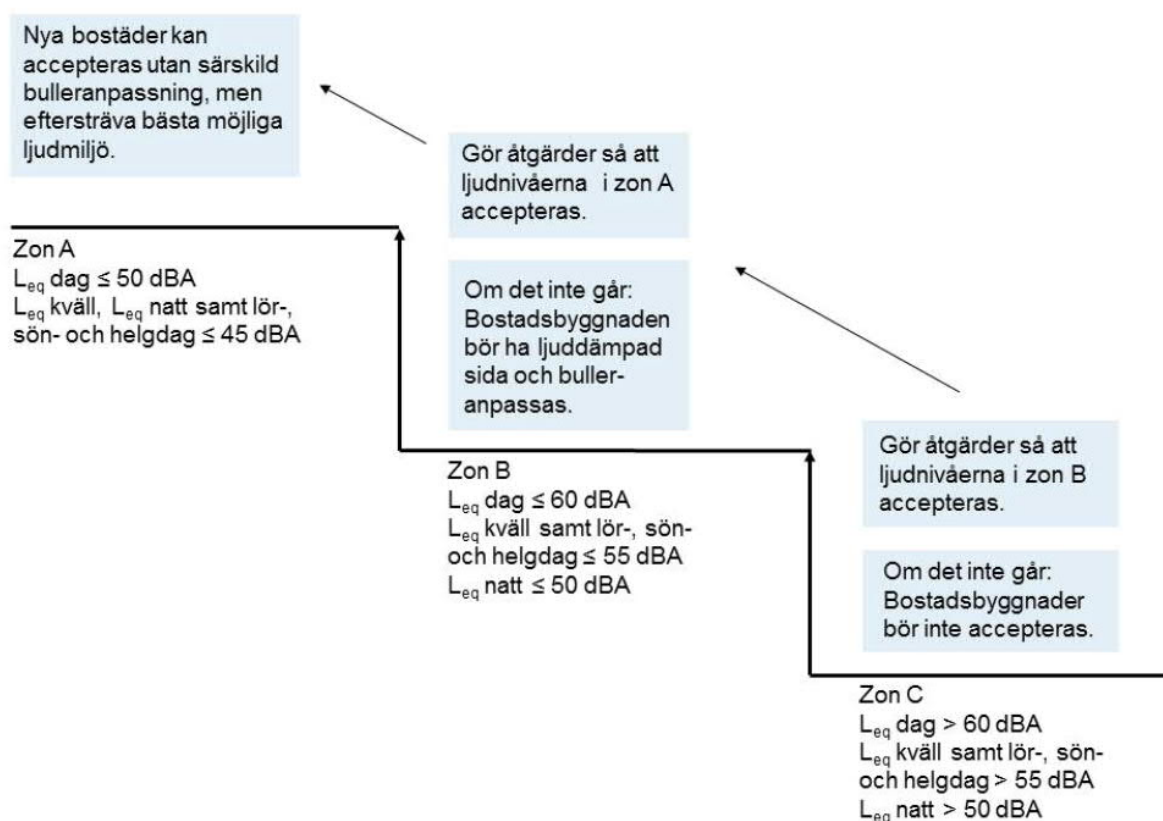 Nya bostäder kan
accepteras utan särskild
bulleranpassning, men
eftersträva bästa möjliga
ljudmiljö.
Zon A
Leq dag ≤ 50 dBA
Leq kväll, Leq natt samt lör-,
sön- och helgdag ≤ 45 dBA
Gör åtgärder så att
ljudnivåerna i zon A
accepteras.
Om det inte går:
Bostadsbyggnaden
bör ha ljuddämpad
sida och buller-
anpassas.
Zon B
Leq dag ≤ 60 dBA
Leq kväll samt lör-, sön-
och helgdag ≤ 55 dBA
Leq natt ≤ 50 dBA
Gör åtgärder så att
ljudnivåerna i zon B
accepteras.
Om det inte går:
Bostadsbyggnader
bör inte accepteras.
Zon C
Leq dag > 60 dBA
Leq kväll samt lör-, sön-
och helgdag > 55 dBA
Leq natt > 50 dBA